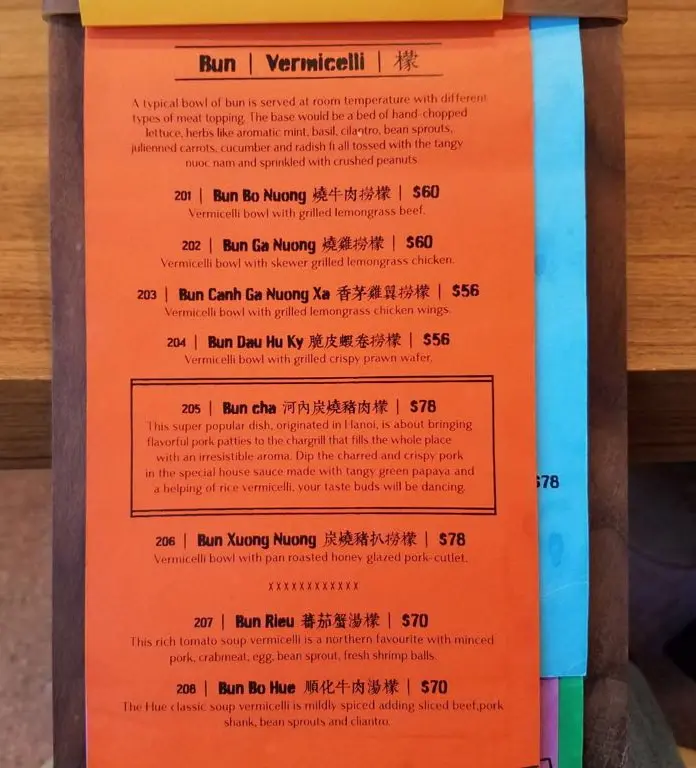 Bun | Vermicelli | 檬
A typical bowl of bun is served at room temperature with different
types of meat topping. The base would be a bed of hand-chopped
lettuce, herbs like aromatic mint, basil, cilantro, bean sprouts,
julienned carrots, cucumber and radish fi all tossed with the tangy
nuoc nam and sprinkled with crushed peanuts
201 | Bun Bo Nuong 燒牛肉撈檬 | $60
Vermicelli bowl with grilled lemongrass beef.
202 | Bun Ga Nuong 燒雞撈檬 | $60
Vermicelli bowl with skewer grilled lemongrass chicken.
203 | Bun Canh Ga Nuong Xa 香茅雞翼撈檬 | $56
Vermicelli bowl with grilled lemongrass chicken wings.
204 | Bun Dau Hu Ky 脆皮蝦卷撈檬 | $56
Vermicelli bowl with grilled crispy prawn wafer.
205 | Bun cha 河內炭燒豬肉檬 | $78
This super popular dish, originated in Hanoi, is about bringing
flavorful pork patties to the chargrill that fills the whole place
with an irresistible aroma. Dip the charred and crispy pork
in the special house sauce made with tangy green papaya and
a helping of rice vermicelli, your taste buds will be dancing.
$78
206 | Bun Xuong Nuong 炭燒豬扒撈檬 | $78
Vermicelli bowl with pan roasted honey glazed pork-cutlet.
xxxxxxxxxxxx
207 | Bun Rieu 蕃茄蟹湯檬 | $70
This rich tomato soup vermicelli is a northern favourite with minced
pork, crabmeat, egg, bean sprout, fresh shrimp balls.
208 | Bun Bo Hue 順化牛肉湯檬 | $70
The Hue classic soup vermicelli is mildly spiced adding sliced beef,pork
shank, bean sprouts and cliantro.